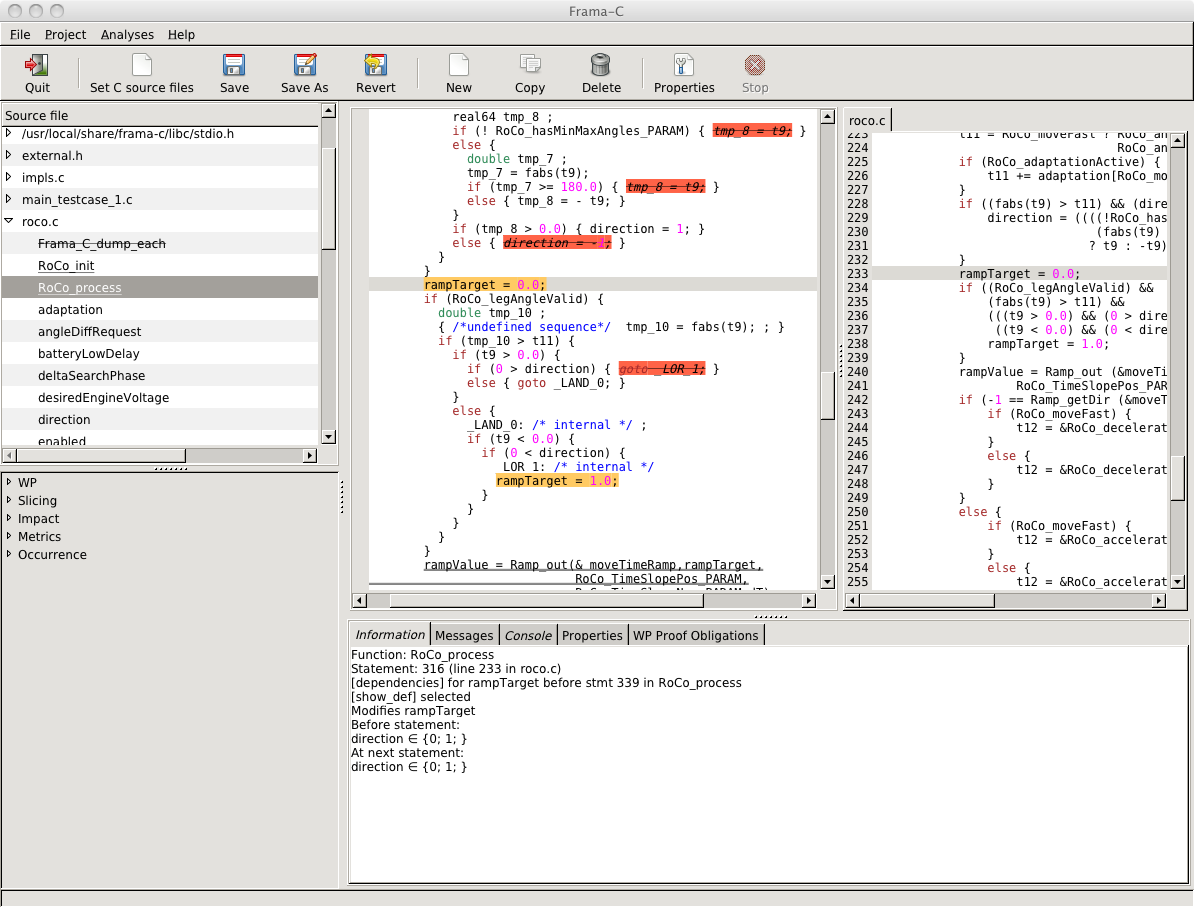 Frama-C
File Project Analyses Help
Quit Set C source files Save Save As Revert New Copy Delete Properties Stop
Source file
/usr/local/share/frama-c/libc/stdio.h
external.h
impls.c
main_testcase_1.c
roco.c
Frama_C_dump_each
RoCo_init
RoCo_process
adaptation
angleDiffRequest
batteryLowDelay
deltaSearchPhase
desiredEngineVoltage
direction
enabled
WP
Slicing
Impact
Metrics
Occurrence
real64 tmp_8 ;
if (! RoCo_hasMinMaxAngles_PARAM) { tmp_8 = t9; }
else {
double tmp_7 ;
tmp_7 = fabs(t9);
if (tmp_7 >= 180.0) { tmp_8 = t9; }
else { tmp_8 = - t9; }
}
if (tmp_8 > 0.0) { direction = 1; }
else { direction = -1; }
}
}
rampTarget = 0.0;
if (RoCo_legAngleValid) {
double tmp_10 ;
{ /*undefined sequence*/ tmp_10 = fabs(t9); ; }
if (tmp_10 > t11) {
if (t9 > 0.0) {
if (0 > direction) { goto _LOR_1; }
else { goto _LAND_0; }
}
else {
_LAND_0: /* internal */ ;
if (t9 < 0.0) {
if (0 < direction) {
_LOR_1: /* internal */
rampTarget = 1.0;
}
}
}
}
}
rampValue = Ramp_out(&_moveTimeRamp,rampTarget,
RoCo_TimeSlopePos_PARAM,
roco.c
223 t11 = RoCo_moveFast ? RoCo_an
224 RoCo_an
225 if (RoCo_adaptationActive) {
226 t11 += adaptation[RoCo_mo
227 }
228 if ((fabs(t9) > t11) && (dire
229 direction = ((((!RoCo_has
230 (fabs(t9)
231 ? t9 : -t9)
232 }
233 rampTarget = 0.0;
234 if ((RoCo_legAngleValid) &&
235 (fabs(t9) > t11) &&
236 (((t9 > 0.0) && (0 > dire
237 ((t9 < 0.0) && (0 < dire
238 rampTarget = 1.0;
239 }
240 rampValue = Ramp_out (&moveTi
241 RoCo_TimeSlopePos_PAR
242 if (-1 == Ramp_getDir (&moveT
243 if (RoCo_moveFast) {
244 t12 = &RoCo_decelerat
245 }
246 else {
247 t12 = &RoCo_decelerat
248 }
249 }
250 else {
251 if (RoCo_moveFast) {
252 t12 = &RoCo_accelerat
253 }
254 else {
255 t12 = &RoCo_accelerat
Information Messages Console Properties WP Proof Obligations
Function: RoCo_process
Statement: 316 (line 233 in roco.c)
[dependencies] for rampTarget before stmt 339 in RoCo_process
[show_def] selected
Modifies rampTarget
Before statement:
direction ∈ {0; 1; }
At next statement:
direction ∈ {0; 1; }